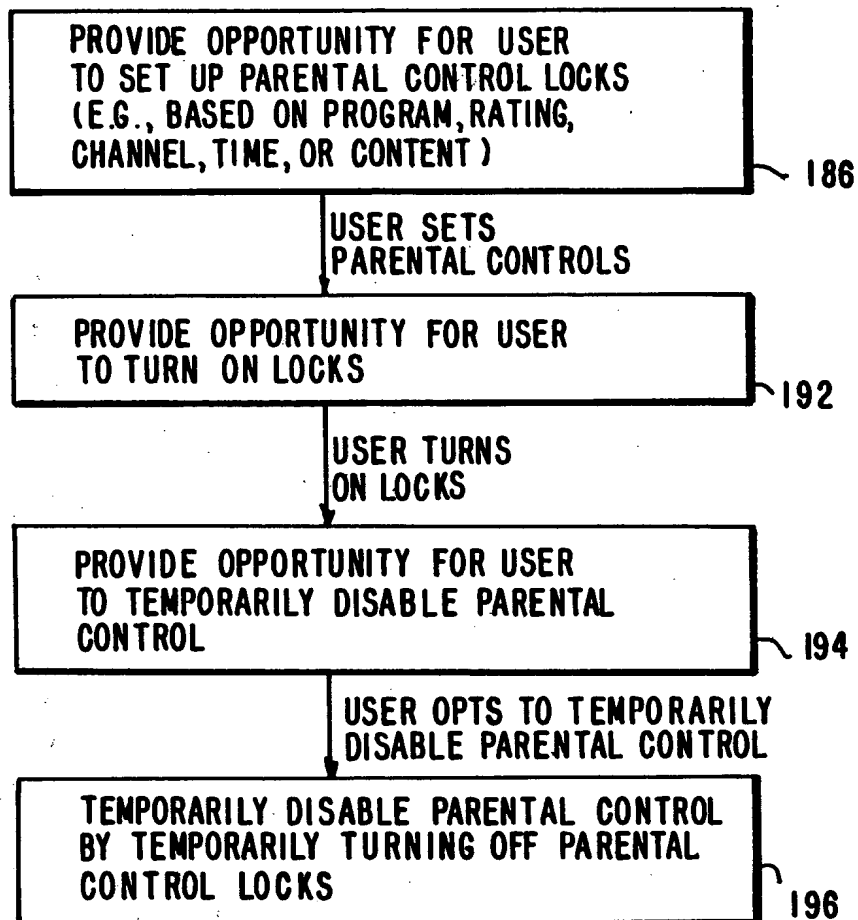 PROVIDE OPPORTUNITY FOR USER
TO SET UP PARENTAL CONTROL LOCKS
(E.G., BASED ON PROGRAM, RATING,
CHANNEL, TIME, OR CONTENT)
186
USER SETS
PARENTAL CONTROLS
PROVIDE OPPORTUNITY FOR USER
TO TURN ON LOCKS
192
USER TURNS
ON LOCKS
PROVIDE OPPORTUNITY FOR USER
TO TEMPORARILY DISABLE PARENTAL
CONTROL
194
USER OPTS TO TEMPORARILY
DISABLE PARENTAL CONTROL
TEMPORARILY DISABLE PARENTAL CONTROL
BY TEMPORARILY TURNING OFF PARENTAL
CONTROL LOCKS
196